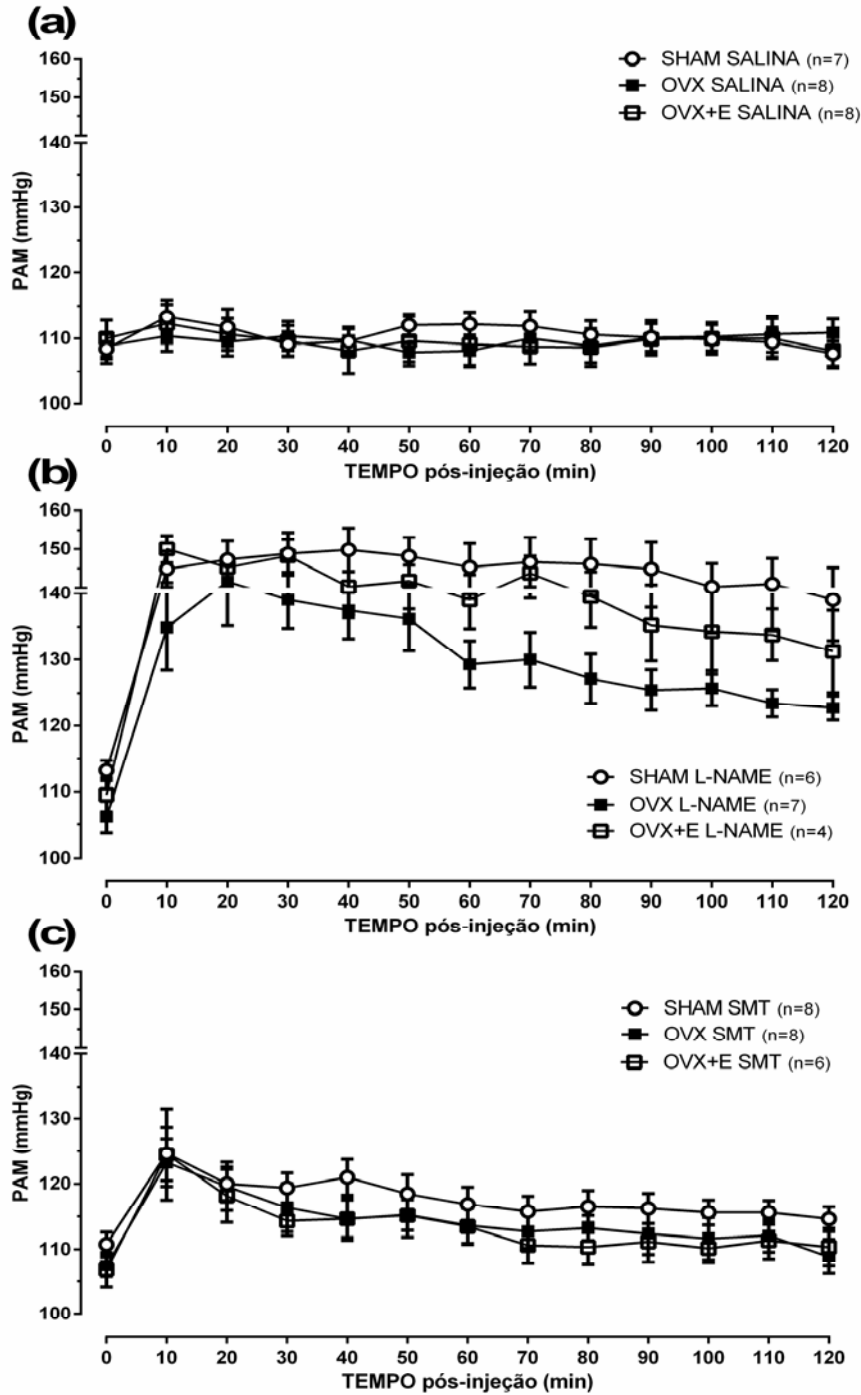 (a)
160
150
140
130
120
110
100
PAM (mmHg)
SHAM SALINA (n=7)
OVX SALINA (n=8)
OVX+E SALINA (n=8)
0 10 20 30 40 50 60 70 80 90 100 110 120
TEMPO pós-injeção (min)
(b)
160
150
140
130
120
110
100
PAM (mmHg)
SHAM L-NAME (n=6)
OVX L-NAME (n=7)
OVX+E L-NAME (n=4)
0 10 20 30 40 50 60 70 80 90 100 110 120
TEMPO pós-injeção (min)
(c)
160
150
140
130
120
110
100
PAM (mmHg)
SHAM SMT (n=8)
OVX SMT (n=8)
OVX+E SMT (n=6)
0 10 20 30 40 50 60 70 80 90 100 110 120
TEMPO pós-injeção (min)